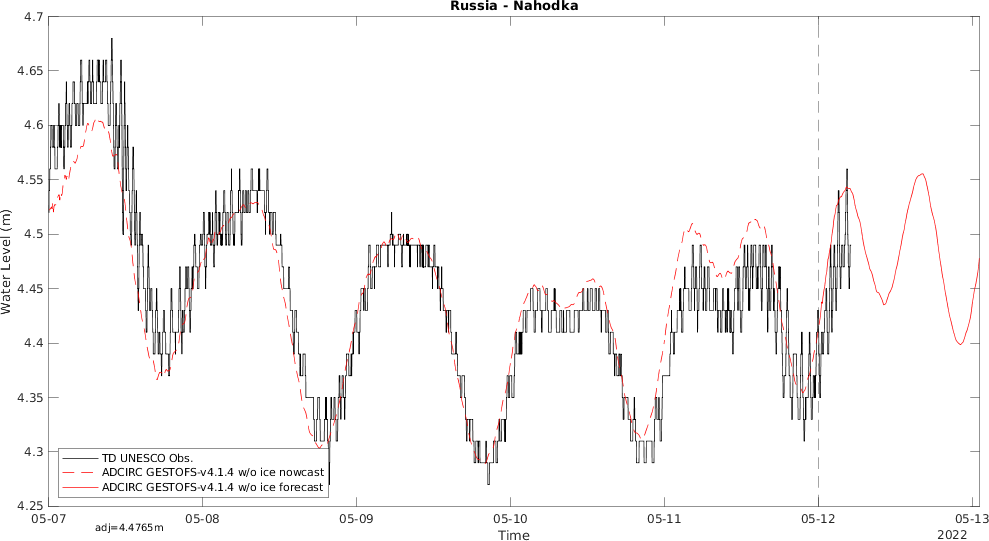 Russia - Nahodka
4.7
4.65
4.6
4.55
4.5
4.45
4.4
4.35
4.3
4.25
Water Level (m)
TD UNESCO Obs.
ADCIRC GESTOFS-v4.1.4 w/o ice nowcast
ADCIRC GESTOFS-v4.1.4 w/o ice forecast
05-07 05-08 05-09 05-10 05-11 05-12 05-13
adj=4.4765m
Time
2022